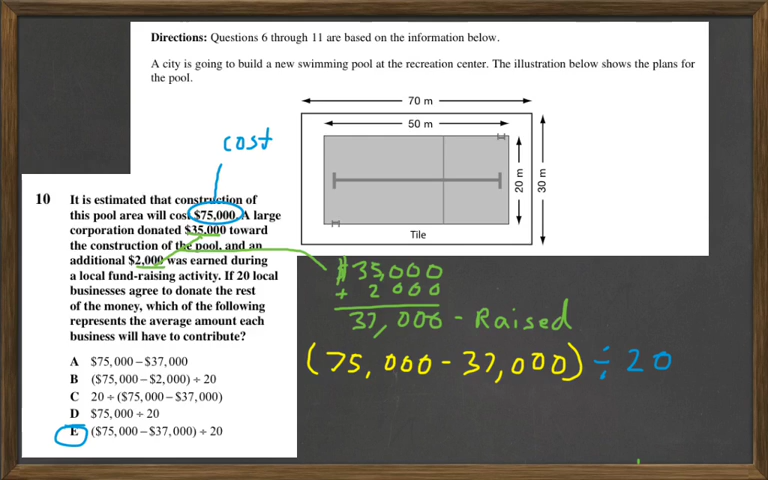 Directions: Questions 6 through 11 are based on the information below.
A city is going to build a new swimming pool at the recreation center. The illustration below shows the plans for
the pool.
70 m
50 m
20 m
30 m
Tile
cost
10 It is estimated that construction of
this pool area will cost $75,000. A large
corporation donated $35,000 toward
the construction of the pool, and an
additional $2,000 was earned during
a local fund-raising activity. If 20 local
businesses agree to donate the rest
of the money, which of the following
represents the average amount each
business will have to contribute?
A $75,000 – $37,000
B ($75,000 – $2,000) ÷ 20
C 20 ÷ ($75,000 – $37,000)
D $75,000 ÷ 20
E ($75,000 – $37,000) ÷ 20
$35,000
+ 2 000
37,000 - Raised
(75,000 - 37,000) ÷ 20